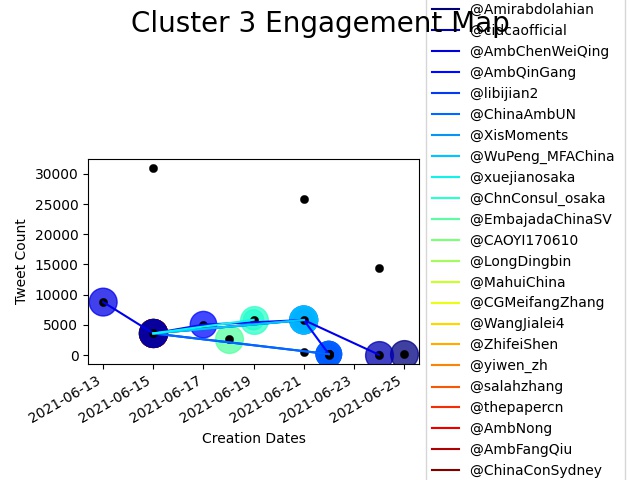 Cluster 3 Engagement Map
@Amirabdolahian
@cidcaofficial
@AmbChenWeiQing
@AmbQinGang
@libijian2
@ChinaAmbUN
@XisMoments
@WuPeng_MFAChina
@xuejianosaka
@ChnConsul_osaka
@EmbajadaChinaSV
@CAOYI170610
@LongDingbin
@MahuiChina
@CGMeifangZhang
@WangJialei4
@ZhifeiShen
@yiwen_zh
@salahzhang
@thepapercn
@AmbNong
@AmbFangQiu
@ChinaConSydney
Tweet Count
30000
25000
20000
15000
10000
5000
0
2021-06-13
2021-06-15
2021-06-17
2021-06-19
2021-06-21
2021-06-23
2021-06-25
Creation Dates